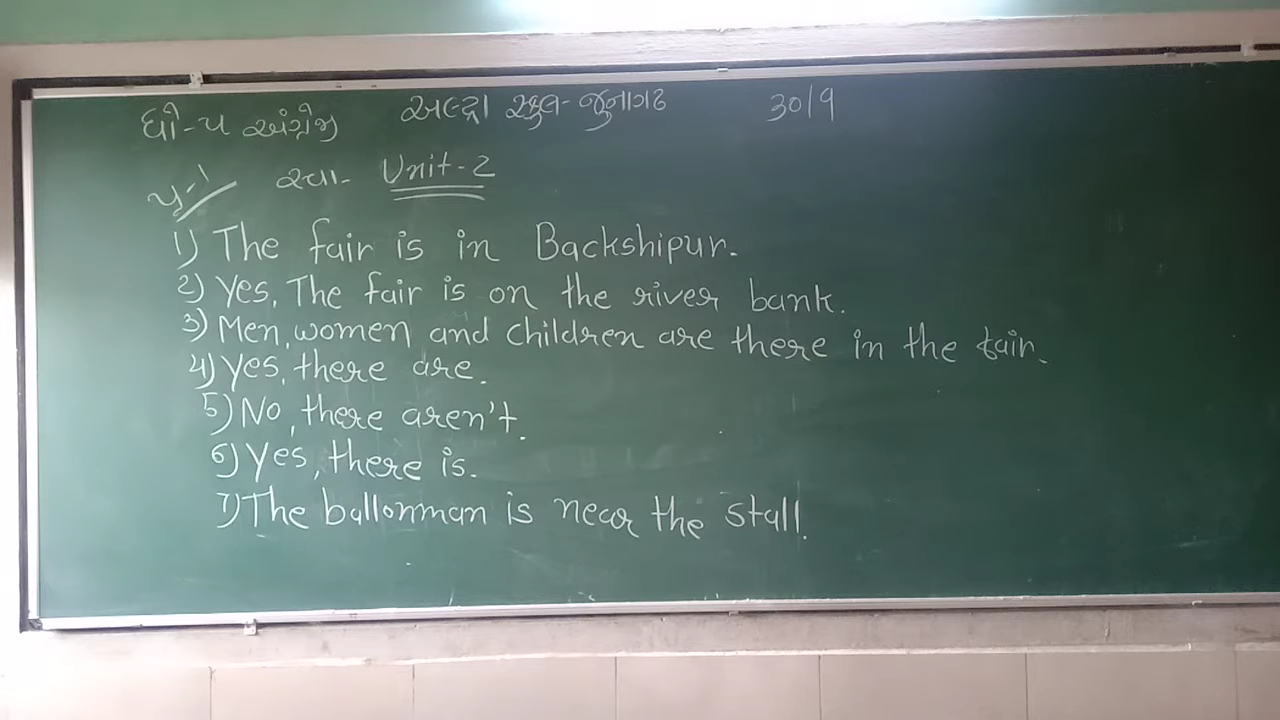 ધો-૫ અંગ્રેજી અલ્ટ્રા સ્કુલ-જુનાગઢ 30/9
પ્ર-૧ સ્વા- Unit-2
1) The fair is in Backshipur.
2) Yes, The fair is on the river bank.
3) Men, women and children are there in the fair.
4) Yes, there are.
5) No, there aren't.
6) Yes, there is.
7) The ballonman is near the stall.